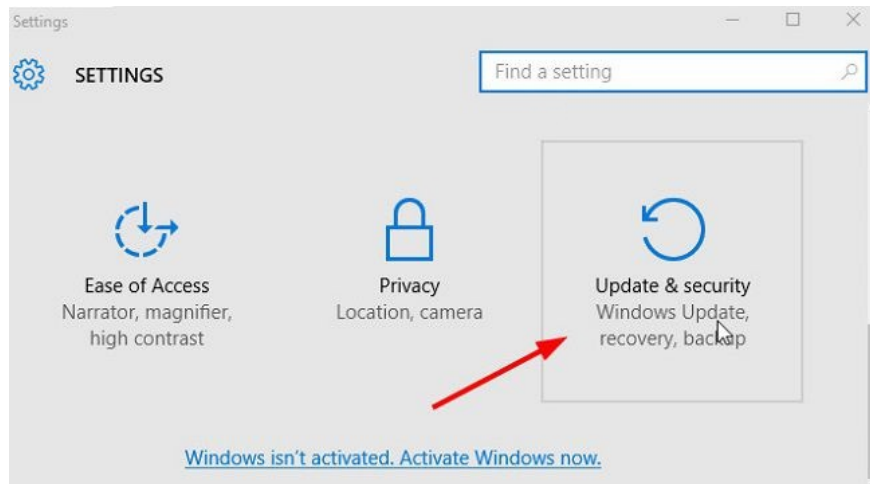 Settings
SETTINGS
Find a setting
Ease of Access
Narrator, magnifier,
high contrast
Privacy
Location, camera
Update & security
Windows Update,
recovery, backup
Windows isn't activated. Activate Windows now.